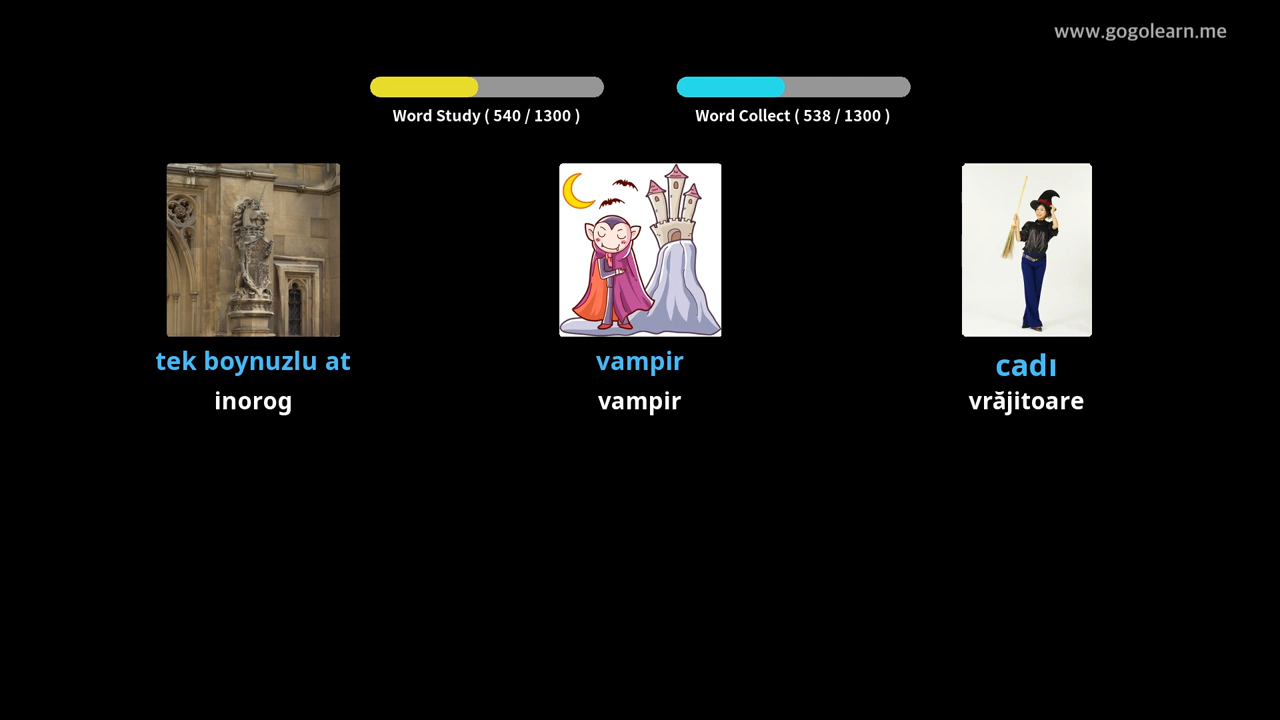 www.gogolearn.me
Word Study ( 540 / 1300 )
Word Collect ( 538 / 1300 )
tek boynuzlu at
inorog
vampir
vampir
cadı
vrăjitoare